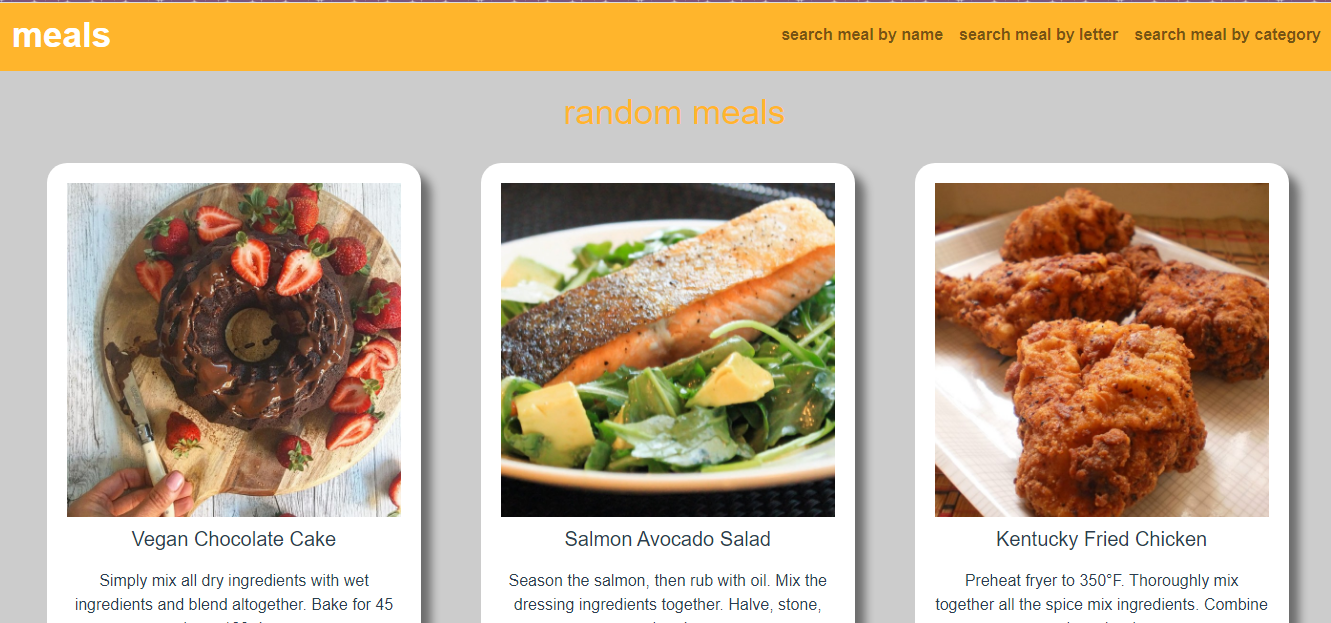 meals
search meal by name
search meal by letter
search meal by category
random meals
Vegan Chocolate Cake
Simply mix all dry ingredients with wet
ingredients and blend altogether. Bake for 45
Salmon Avocado Salad
Season the salmon, then rub with oil. Mix the
dressing ingredients together. Halve, stone,
Kentucky Fried Chicken
Preheat fryer to 350°F. Thoroughly mix
together all the spice mix ingredients. Combine